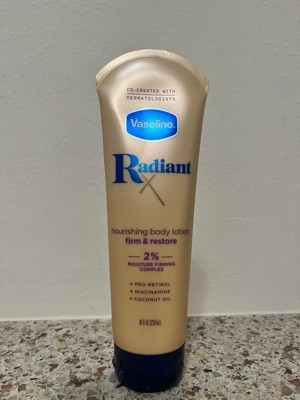 CO-CREATED WITH
DERMATOLOGISTS
Vaseline.
Radiant
X
nourishing body lotion
firm & restore
2%
MOISTURE FIRMING
COMPLEX
+ PRO-RETINOL
+ NIACINAMIDE
+ COCONUT OIL